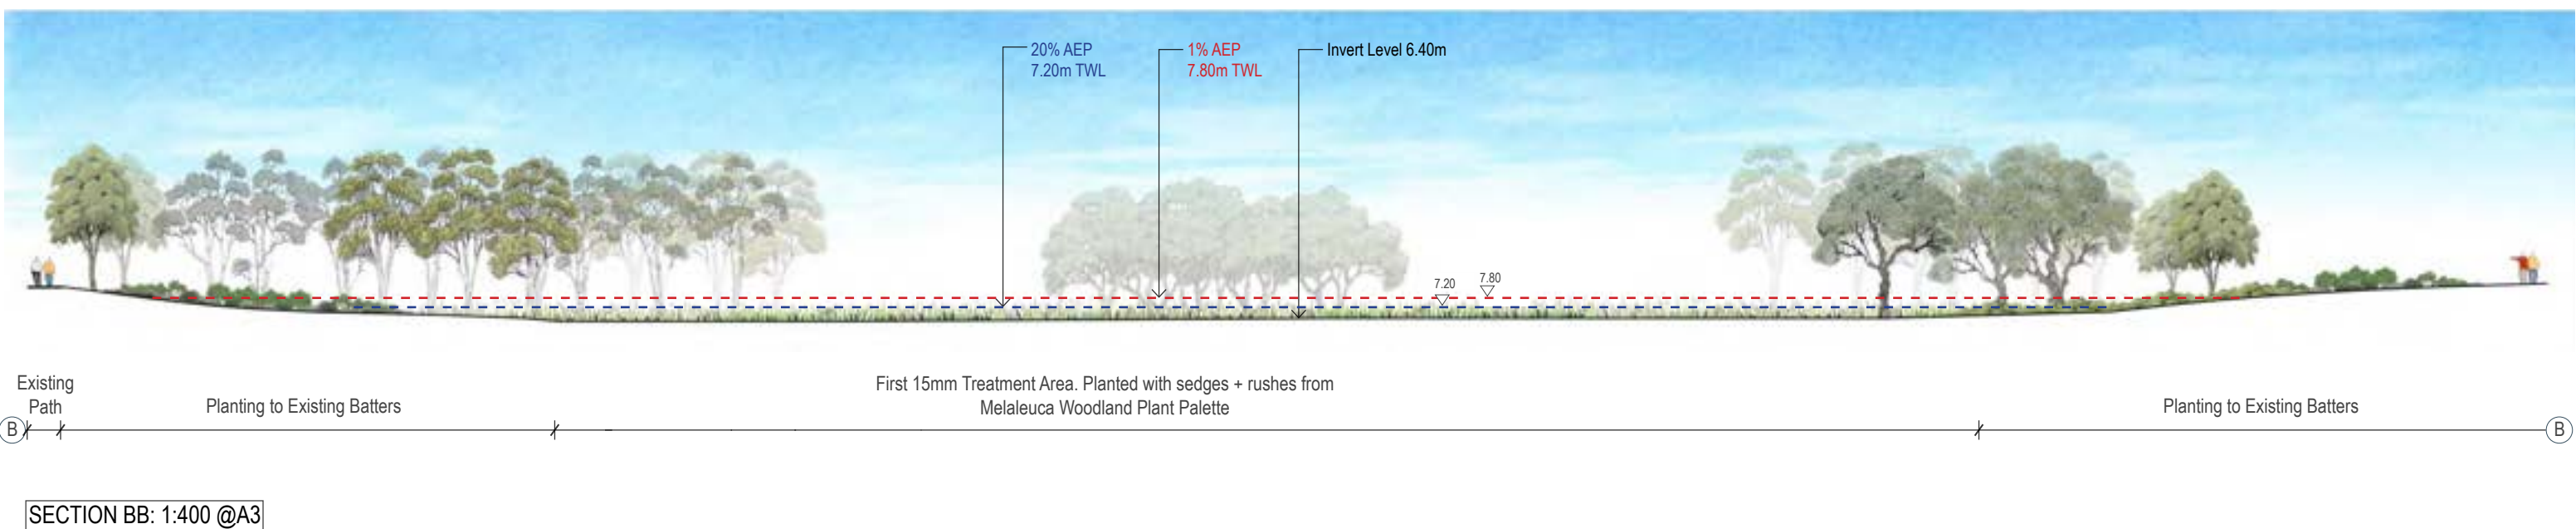 20% AEP
7.20m TWL
1% AEP
7.80m TWL
Invert Level 6.40m
7.20
7.80
Existing
Path
Planting to Existing Batters
First 15mm Treatment Area. Planted with sedges + rushes from
Melaleuca Woodland Plant Palette
Planting to Existing Batters
B
B
SECTION BB: 1:400 @A3